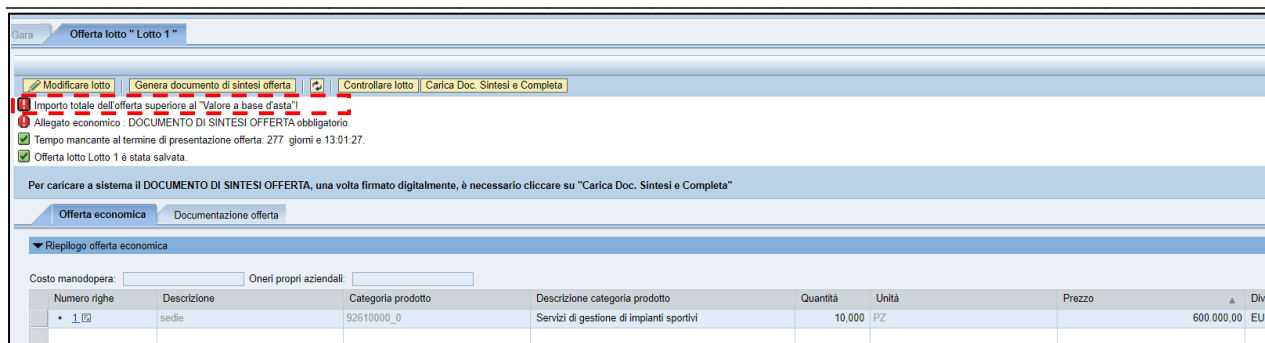 Gara Offerta lotto " Lotto 1 "
Modificare lotto Genera documento di sintesi offerta Controllare lotto Carica Doc. Sintesi e Completa
Importo totale dell'offerta superiore al "Valore a base d'asta"!
Allegato economico : DOCUMENTO DI SINTESI OFFERTA obbligatorio.
Tempo mancante al termine di presentazione offerta: 277 giorni e 13:01:27.
Offerta lotto Lotto 1 è stata salvata.
Per caricare a sistema il DOCUMENTO DI SINTESI OFFERTA, una volta firmato digitalmente, è necessario cliccare su "Carica Doc. Sintesi e Completa"
Offerta economica Documentazione offerta
Riepilogo offerta economica
Costo manodopera: Oneri propri aziendali:
Numero righe Descrizione Categoria prodotto Descrizione categoria prodotto Quantità Unità Prezzo Div
1 sedie 92610000_0 Servizi di gestione di impianti sportivi 10,000 PZ 600.000,00 EU